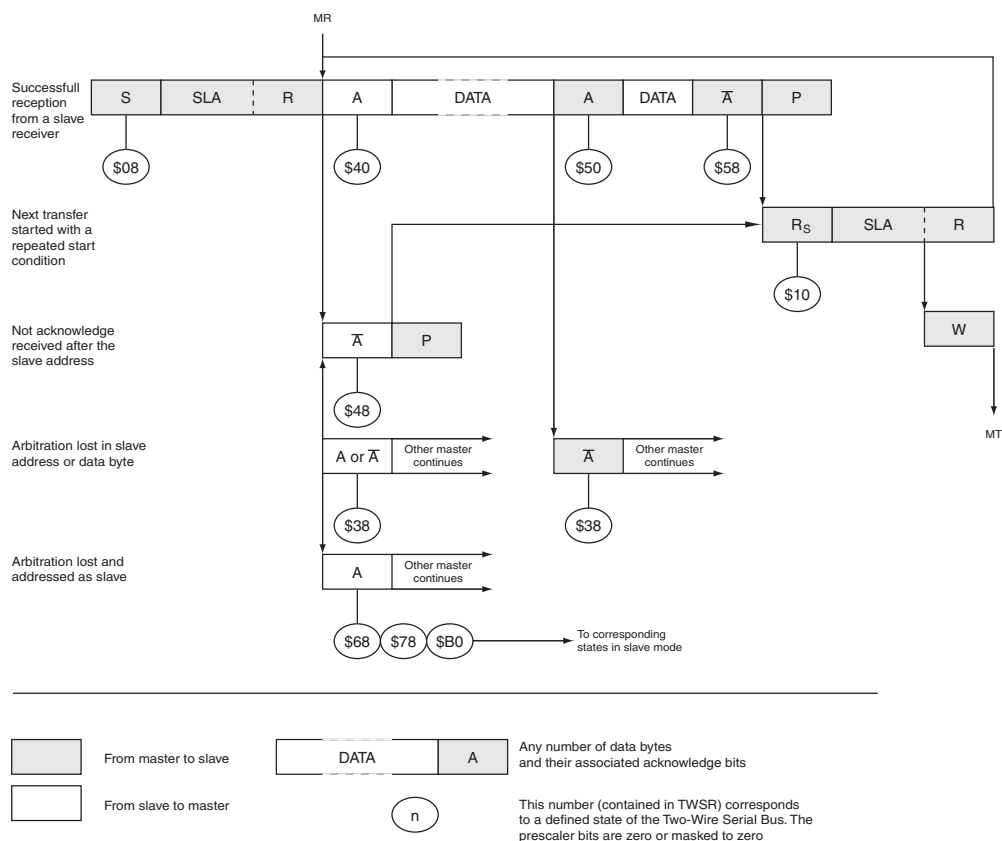 MR
Successfull
reception
from a slave
receiver
S SLA R A DATA A DATA A̅ P
$08 $40 $50 $58
Next transfer
started with a
repeated start
condition
RS SLA R
$10
W
MT
Not acknowledge
received after the
slave address
A̅ P
$48
Arbitration lost in slave
address or data byte
A or A̅
Other master
continues
A̅
Other master
continues
$38 $38
Arbitration lost and
addressed as slave
A
Other master
continues
$68 $78 $B0
To corresponding
states in slave mode
From master to slave
DATA A
Any number of data bytes
and their associated acknowledge bits
From slave to master
n
This number (contained in TWSR) corresponds
to a defined state of the Two-Wire Serial Bus. The
prescaler bits are zero or masked to zero